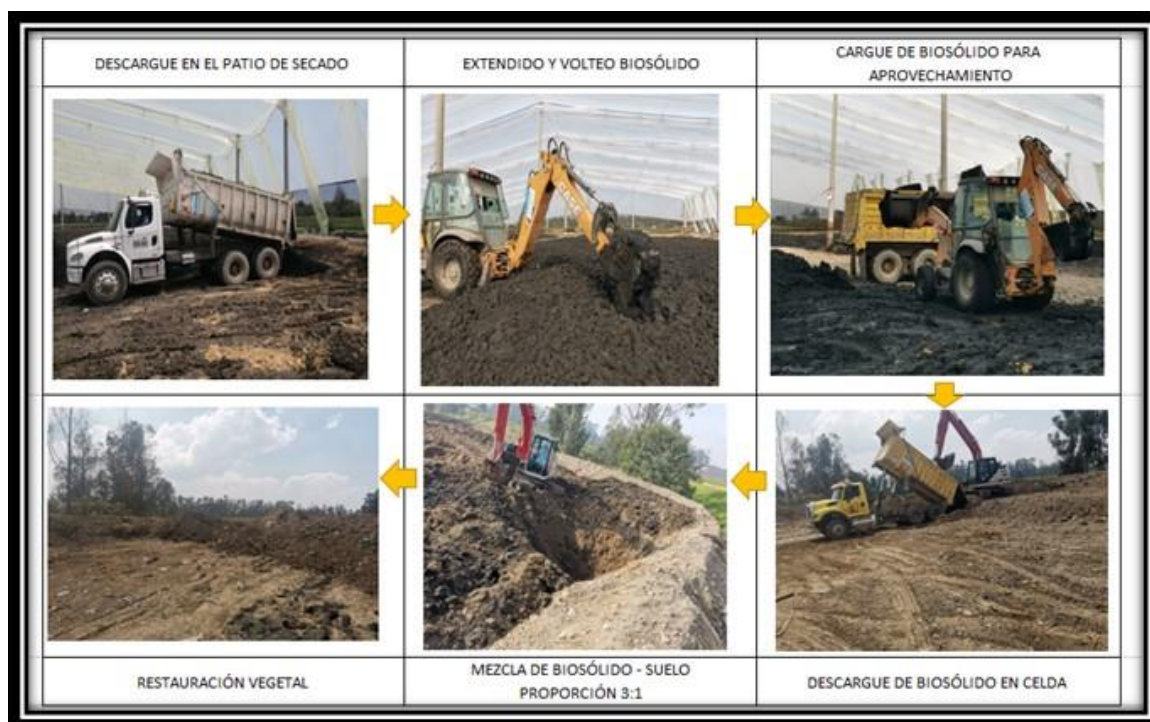 DESCARGUE EN EL PATIO DE SECADO
EXTENDIDO Y VOLTEO BIOSÓLIDO
CARGUE DE BIOSÓLIDO PARA
APROVECHAMIENTO
RESTAURACIÓN VEGETAL
MEZCLA DE BIOSÓLIDO - SUELO
PROPORCIÓN 3:1
DESCARGUE DE BIOSÓLIDO EN CELDA